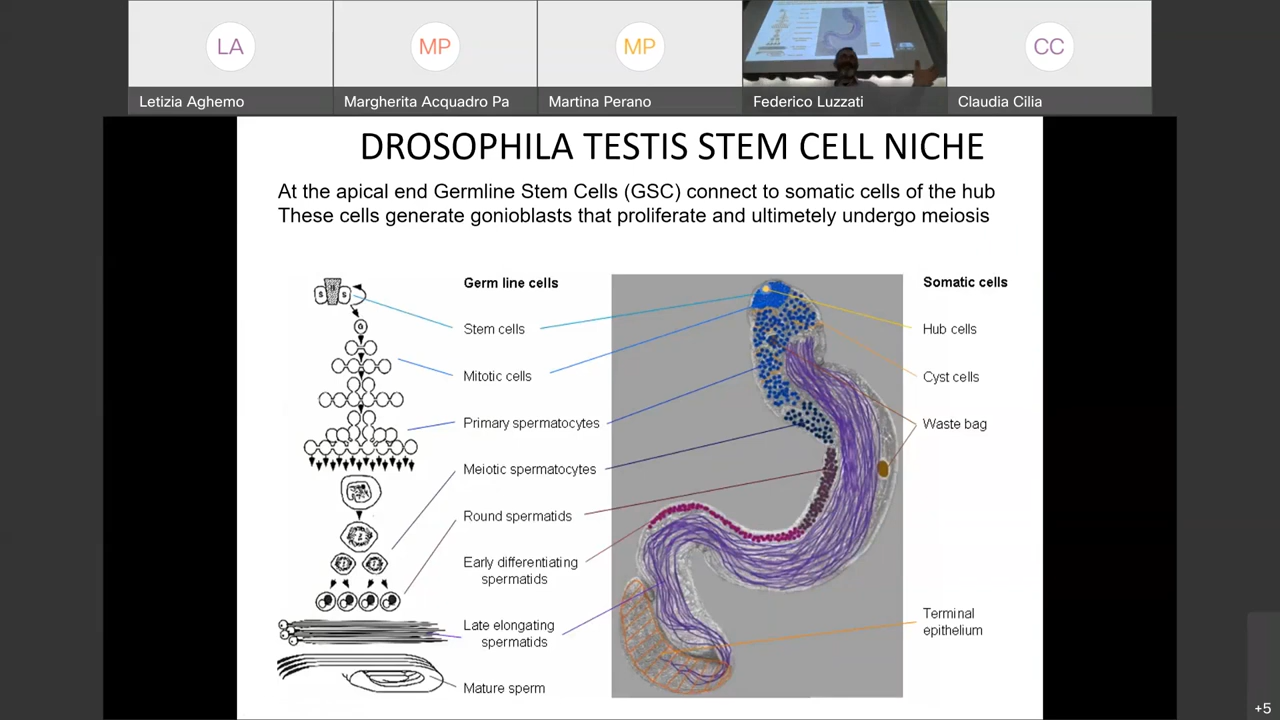 LA
MP
MP
CC
Letizia Aghemo
Margherita Acquadro Pa
Martina Perano
Federico Luzzati
Claudia Cilia
DROSOPHILA TESTIS STEM CELL NICHE
At the apical end Germline Stem Cells (GSC) connect to somatic cells of the hub
These cells generate gonioblasts that proliferate and ultimetely undergo meiosis
Germ line cells
Somatic cells
S
H
S
G
Stem cells
Hub cells
Mitotic cells
Cyst cells
Primary spermatocytes
Waste bag
Meiotic spermatocytes
Round spermatids
Early differentiating
spermatids
Late elongating
spermatids
Terminal
epithelium
Mature sperm
+5